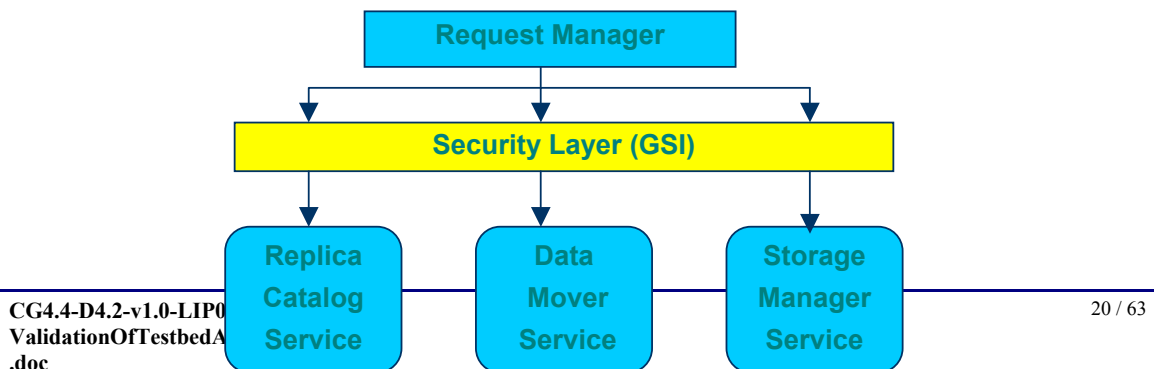 Request Manager
Security Layer (GSI)
Replica
Catalog
Service
Data
Mover
Service
Storage
Manager
Service
CG4.4-D4.2-v1.0-LIP0
ValidationOfTestbedA
.doc
20 / 63